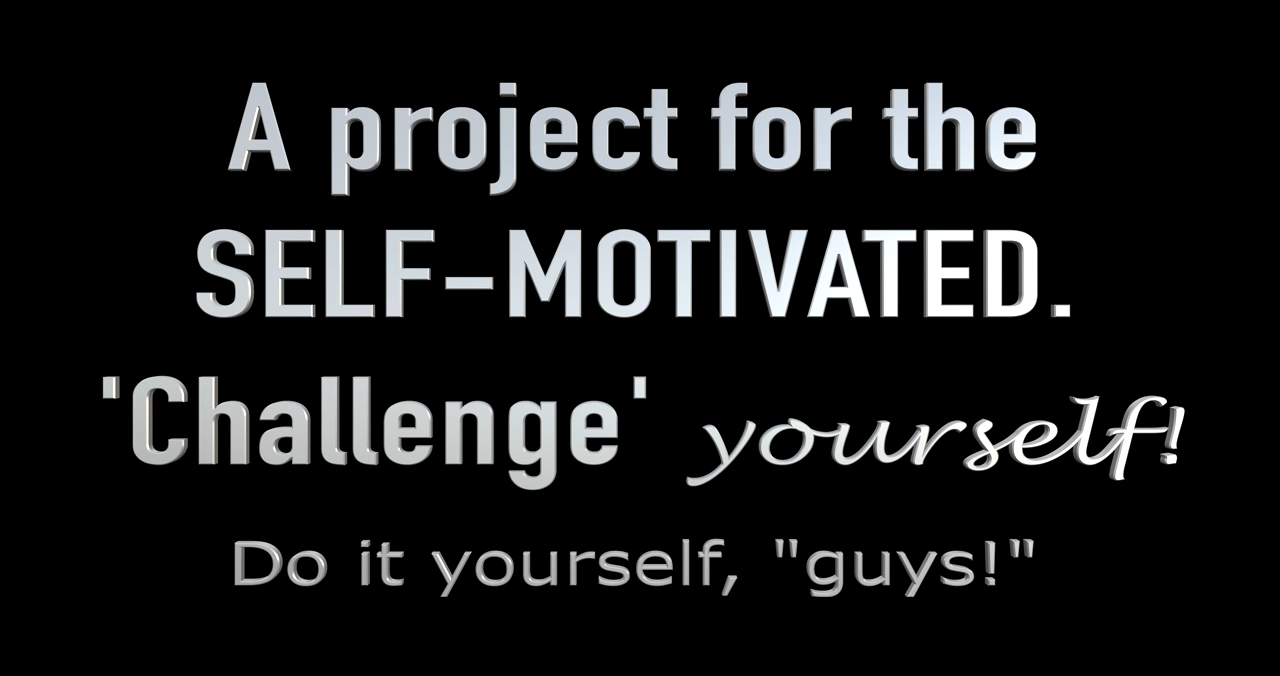 A project for the
SELF-MOTIVATED.
'Challenge' yourself!
Do it yourself, "guys!"